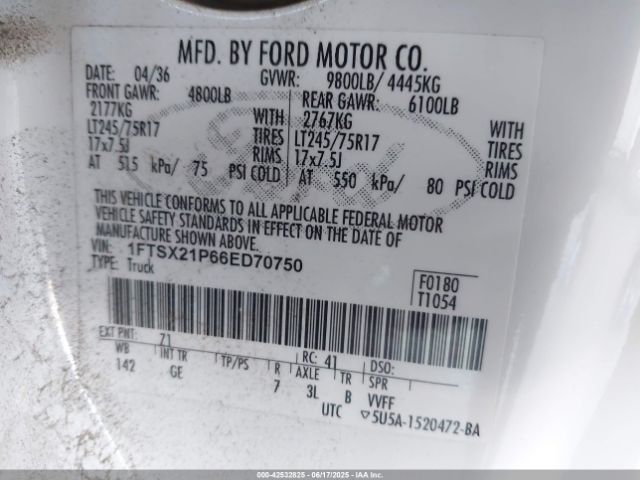 MFD. BY FORD MOTOR CO.
DATE: 04/36 GVWR: 9800LB/ 4445KG
FRONT GAWR: 4800LB REAR GAWR: 6100LB
2177KG WITH 2767KG WITH
LT245/75R17 TIRES LT245/75R17 TIRES
17x7.5J RIMS 17x7.5J RIMS
AT 515 kPa/ 75 PSI COLD AT 550 kPa/ 80 PSI COLD
THIS VEHICLE CONFORMS TO ALL APPLICABLE FEDERAL MOTOR
VEHICLE SAFETY STANDARDS IN EFFECT ON THE DATE OF
MANUFACTURE SHOWN ABOVE.
VIN: 1FTSX21P66ED70750
TYPE: Truck
F0180
T1054
EXT PNT: 71 RC: 41 DSO:
WB INT TR TP/PS R AXLE TR SPR
142 GE 7 3L B VVFF
UTC ▽5U5A-1520472-BA
000-42532825 | 06/17/2025 | IAAI.COM